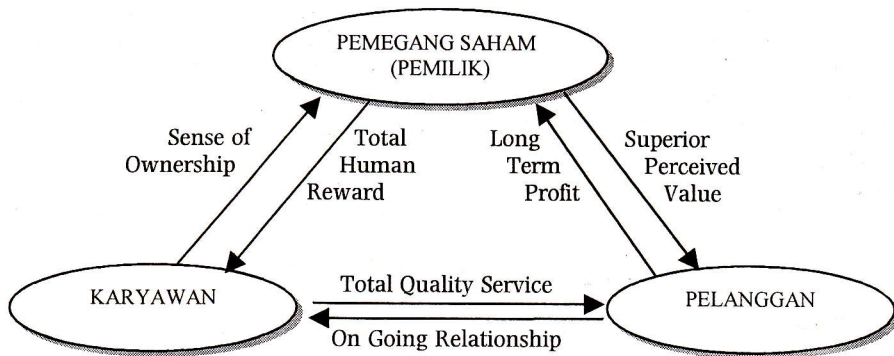 PEMEGANG SAHAM
(PEMILIK)
Sense of
Ownership
Total
Human
Reward
Long
Term
Profit
Superior
Perceived
Value
KARYAWAN
Total Quality Service
On Going Relationship
PELANGGAN